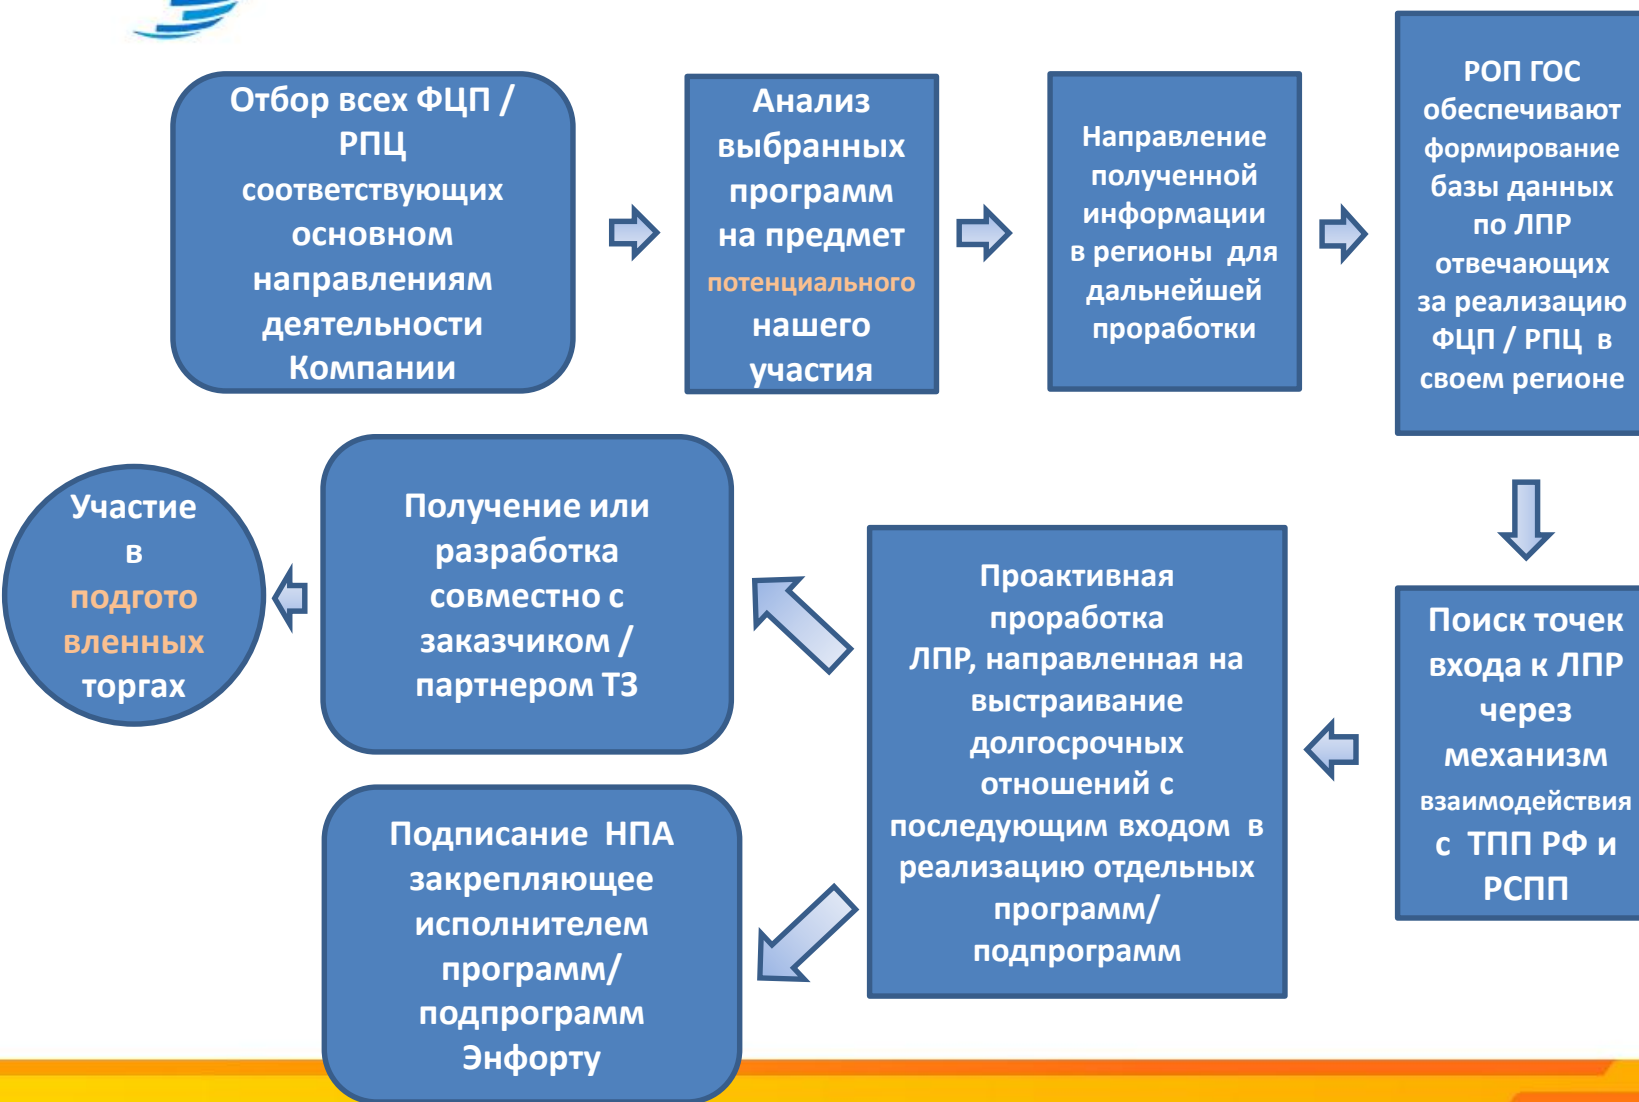 Отбор всех ФЦП /
РПЦ
соответствующих
основном
направлениям
деятельности
Компании
Анализ
выбранных
программ
на предмет
потенциального
нашего
участия
Направление
полученной
информации
в регионы для
дальнейшей
проработки
РОП ГОС
обеспечивают
формирование
базы данных
по ЛПР
отвечающих
за реализацию
ФЦП / РПЦ в
своем регионе
Поиск точек
входа к ЛПР
через
механизм
взаимодействия
с ТПП РФ и
РСПП
Проактивная
проработка
ЛПР, направленная на
выстраивание
долгосрочных
отношений с
последующим входом в
реализацию отдельных
программ/
подпрограмм
Получение или
разработка
совместно с
заказчиком /
партнером ТЗ
Участие
в
подгото
вленных
торгах
Подписание НПА
закрепляющее
исполнителем
программ/
подпрограмм
Энфорту